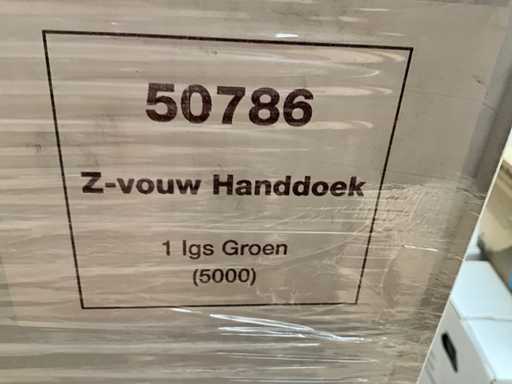 50786
Z-vouw Handdoek
1 lgs Groen
(5000)